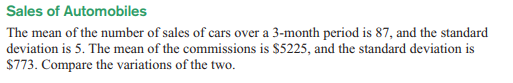 Sales of Automobiles
The mean of the number of sales of cars over a 3-month period is 87, and the standard
deviation is 5. The mean of the commissions is $5225, and the standard deviation is
$773. Compare the variations of the two.